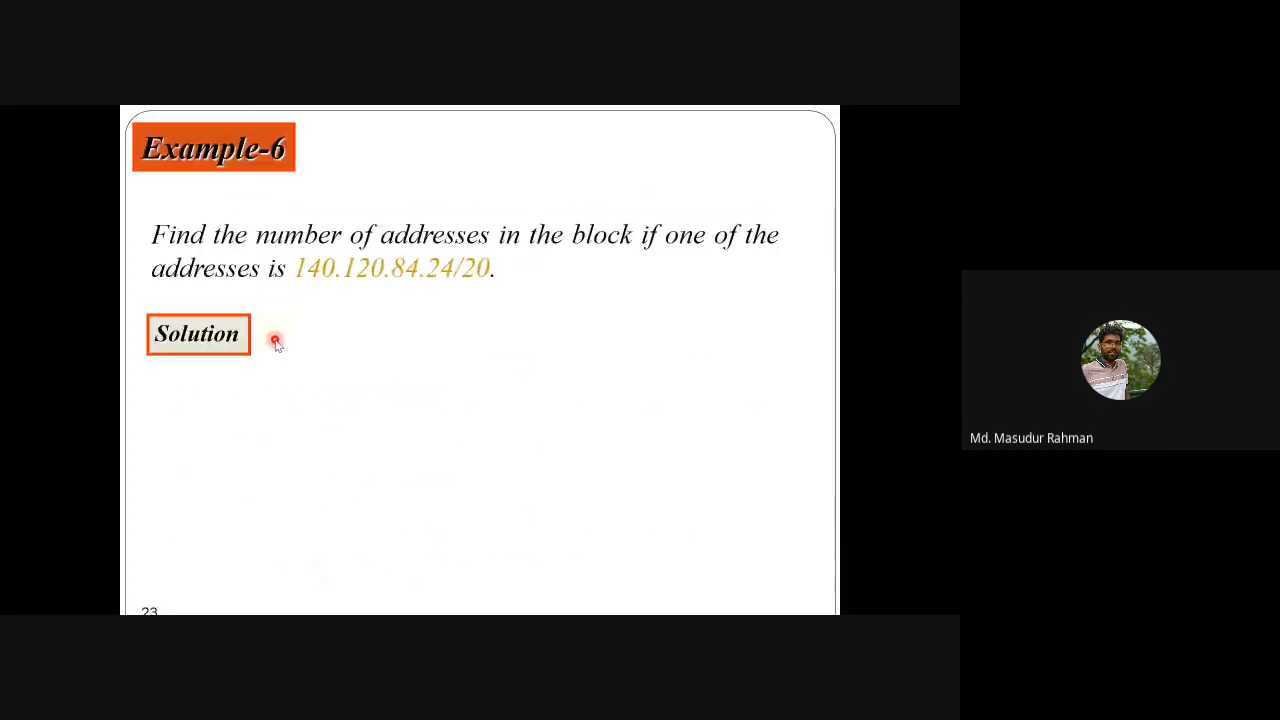 Example-6
Find the number of addresses in the block if one of the
addresses is 140.120.84.24/20.
Solution
23
Md. Masudur Rahman